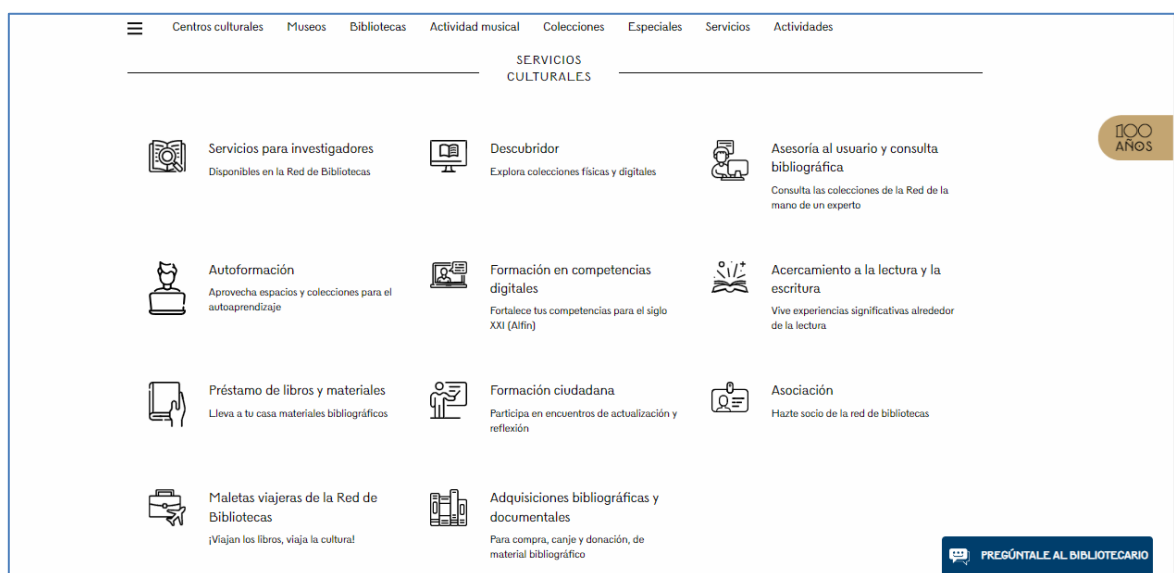 Centros culturales Museos Bibliotecas Actividad musical Colecciones Especiales Servicios Actividades
SERVICIOS
CULTURALES
100
AÑOS
Servicios para investigadores
Disponibles en la Red de Bibliotecas
Descubridor
Explora colecciones físicas y digitales
Asesoría al usuario y consulta
bibliográfica
Consulta las colecciones de la Red de la
mano de un experto
Autoformación
Aprovecha espacios y colecciones para el
autoaprendizaje
Formación en competencias
digitales
Fortalece tus competencias para el siglo
XXI (Alfin)
Acercamiento a la lectura y la
escritura
Vive experiencias significativas alrededor
de la lectura
Préstamo de libros y materiales
Lleva a tu casa materiales bibliográficos
Formación ciudadana
Participa en encuentros de actualización y
reflexión
Asociación
Hazte socio de la red de bibliotecas
Maletas viajeras de la Red de
Bibliotecas
¡Viajan los libros, viaja la cultura!
Adquisiciones bibliográficas y
documentales
Para compra, canje y donación, de
material bibliográfico
PREGÚNTALE AL BIBLIOTECARIO